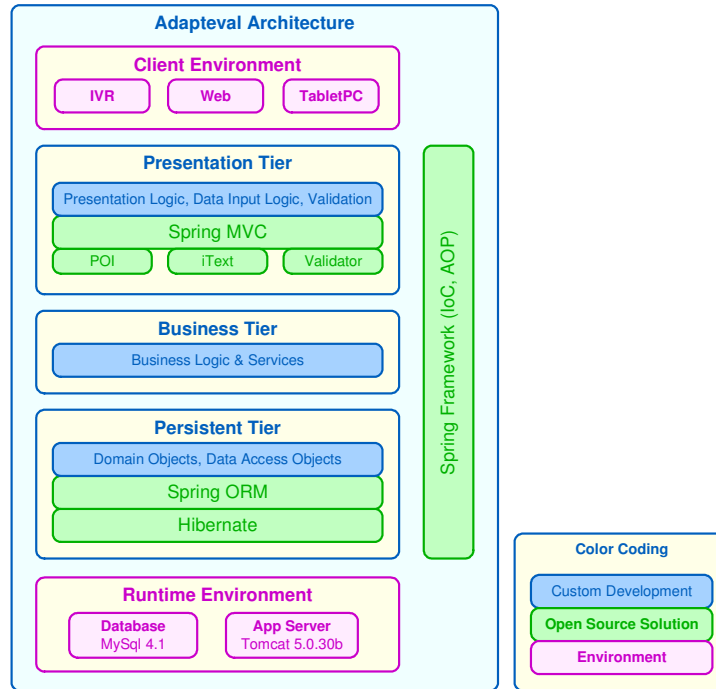 Adapteval Architecture
Client Environment
IVR
Web
TabletPC
Presentation Tier
Presentation Logic, Data Input Logic, Validation
Spring MVC
POI
iText
Validator
Business Tier
Business Logic & Services
Persistent Tier
Domain Objects, Data Access Objects
Spring ORM
Hibernate
Spring Framework (IoC, AOP)
Runtime Environment
Database
MySql 4.1
App Server
Tomcat 5.0.30b
Color Coding
Custom Development
Open Source Solution
Environment